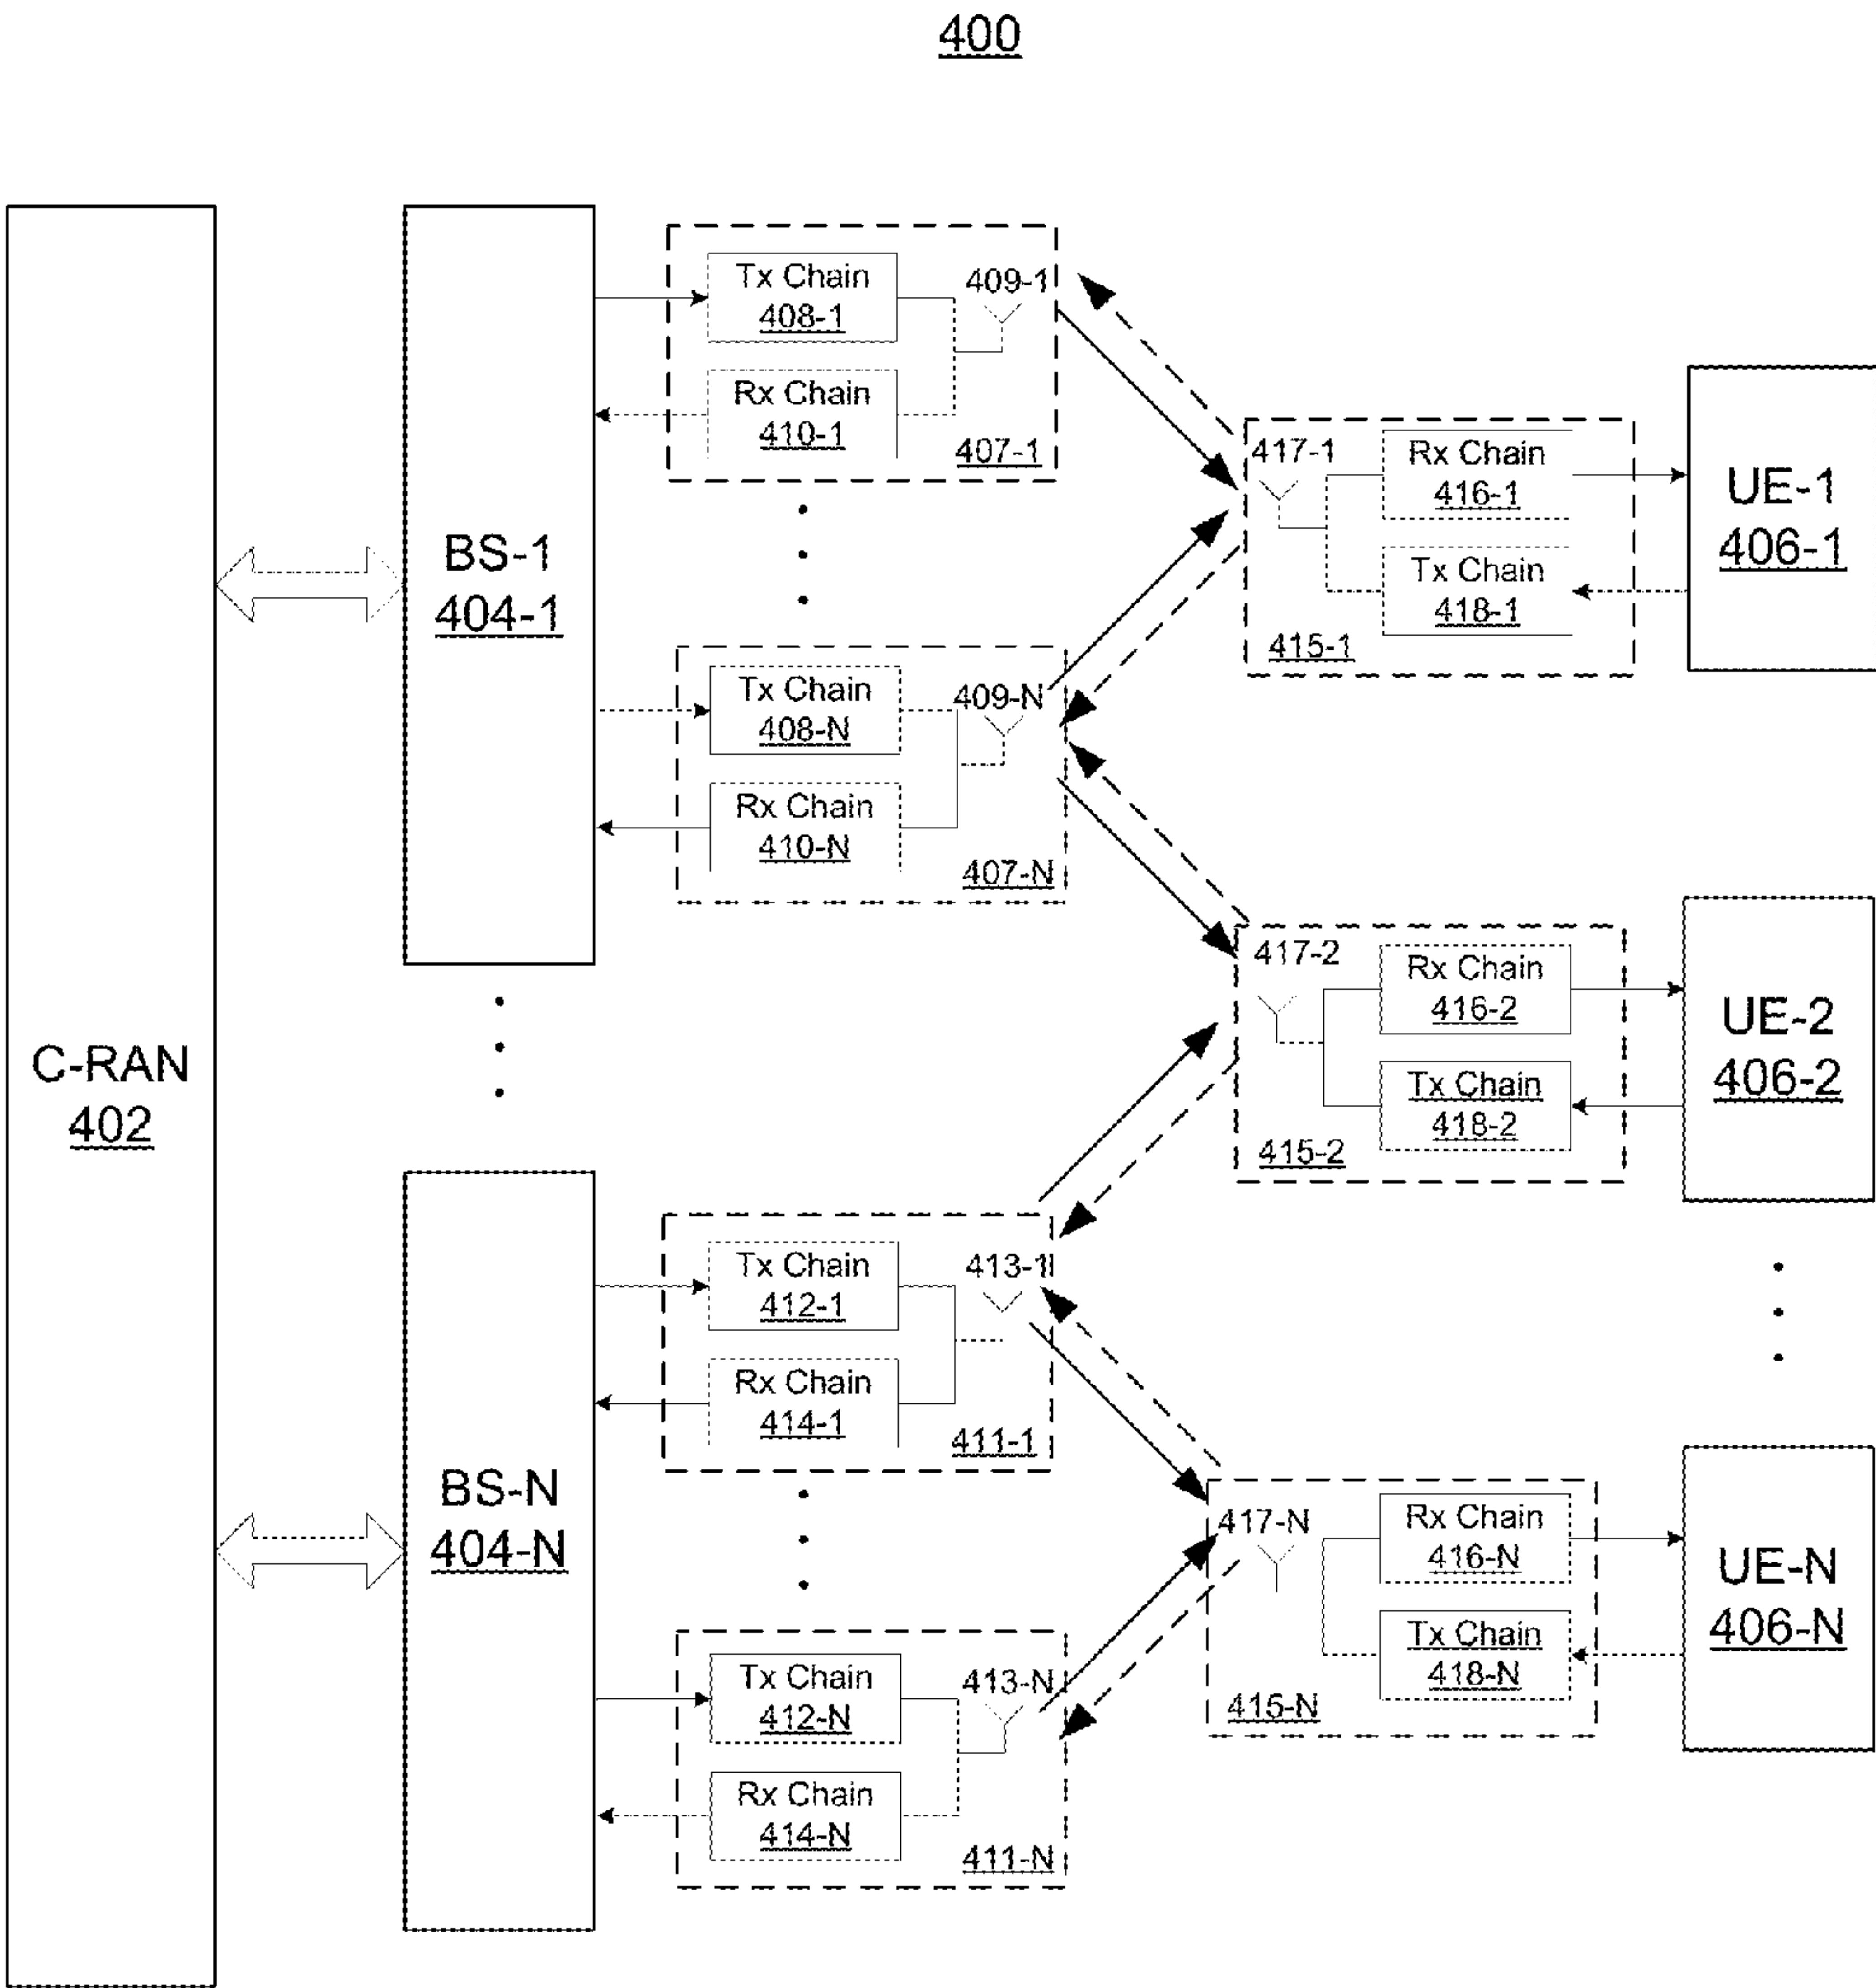 400
C-RAN
402
BS-1
404-1
Tx Chain
408-1
409-1
Rx Chain
410-1
407-1
Tx Chain
408-N
409-N
Rx Chain
410-N
407-N
417-1
Rx Chain
416-1
Tx Chain
418-1
415-1
UE-1
406-1
417-2
Rx Chain
416-2
Tx Chain
418-2
415-2
UE-2
406-2
BS-N
404-N
Tx Chain
412-1
413-1
Rx Chain
414-1
411-1
Tx Chain
412-N
413-N
Rx Chain
414-N
411-N
417-N
Rx Chain
416-N
Tx Chain
418-N
415-N
UE-N
406-N